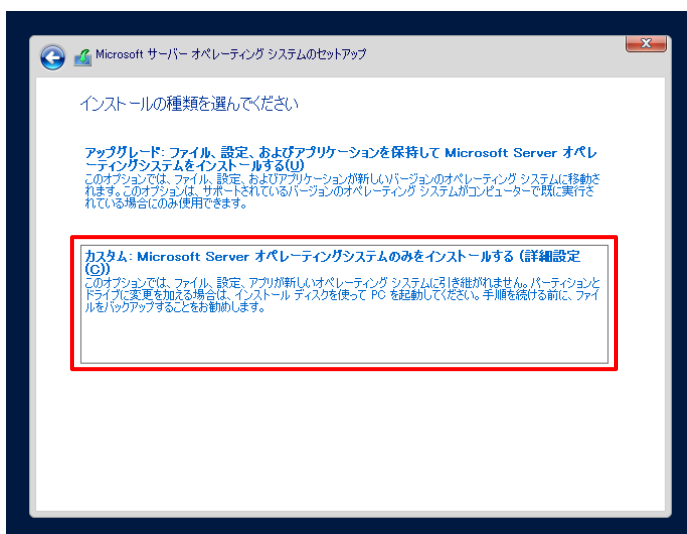 Microsoft サーバー オペレーティング システムのセットアップ
インストールの種類を選んでください
アップグレード: ファイル、設定、およびアプリケーションを保持して Microsoft Server オペレ
ーティングシステムをインストールする(U)
このオプションでは、ファイル、設定、およびアプリケーションが新しいバージョンのオペレーティング システムに移動さ
れます。このオプションは、サポートされているバージョンのオペレーティング システムがコンピューターで既に実行さ
れている場合にのみ使用できます。
カスタム: Microsoft Server オペレーティングシステムのみをインストールする (詳細設定
(C))
このオプションでは、ファイル、設定、アプリが新しいオペレーティング システムに引き継がれません。パーティションと
ドライブに変更を加える場合は、インストール ディスクを使って PC を起動してください。手順を続ける前に、ファイ
ルをバックアップすることをお勧めします。